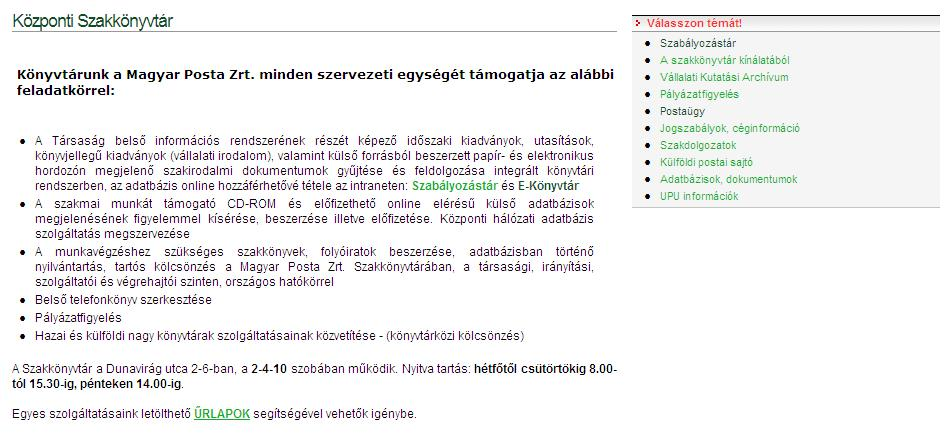 Központi Szakkönyvtár
Könyvtárunk a Magyar Posta Zrt. minden szervezeti egységét támogatja az alábbi
feladatkörrel:
A Társaság belső információs rendszerének részét képező időszaki kiadványok, utasítások,
könyvjellegű kiadványok (vállalati irodalom), valamint külső forrásból beszerzett papír- és elektronikus
hordozón megjelenő szakirodalmi dokumentumok gyűjtése és feldolgozása integrált könyvtári
rendszerben, az adatbázis online hozzáférhetővé tétele az intraneten: Szabályozástár és E-Könyvtár
A szakmai munkát támogató CD-ROM és előfizethető online elérésű külső adatbázisok
megjelenésének figyelemmel kísérése, beszerzése illetve előfizetése. Központi hálózati adatbázis
szolgáltatás megszervezése
A munkavégzéshez szükséges szakkönyvek, folyóiratok beszerzése, adatbázisban történő
nyilvántartás, tartós kölcsönzés a Magyar Posta Zrt. Szakkönyvtárában, a társasági, irányítási,
szolgáltatói és végrehajtói szinten, országos hatókörrel
Belső telefonkönyv szerkesztése
Pályázatfigyelés
Hazai és külföldi nagy könyvtárak szolgáltatásainak közvetítése - (könyvtárközi kölcsönzés)
A Szakkönyvtár a Dunavirág utca 2-6-ban, a 2-4-10 szobában működik. Nyitva tartás: hétfőtől csütörtökig 8.00-
tól 15.30-ig, pénteken 14.00-ig.
Egyes szolgáltatásaink letölthető ŰRLAPOK segítségével vehetők igénybe.
Válasszon témát!
Szabályozástár
A szakkönyvtár kínálatából
Vállalati Kutatási Archívum
Pályázatfigyelés
Postaügy
Jogszabályok, céginformáció
Szakdolgozatok
Külföldi postai sajtó
Adatbázisok, dokumentumok
UPU információk